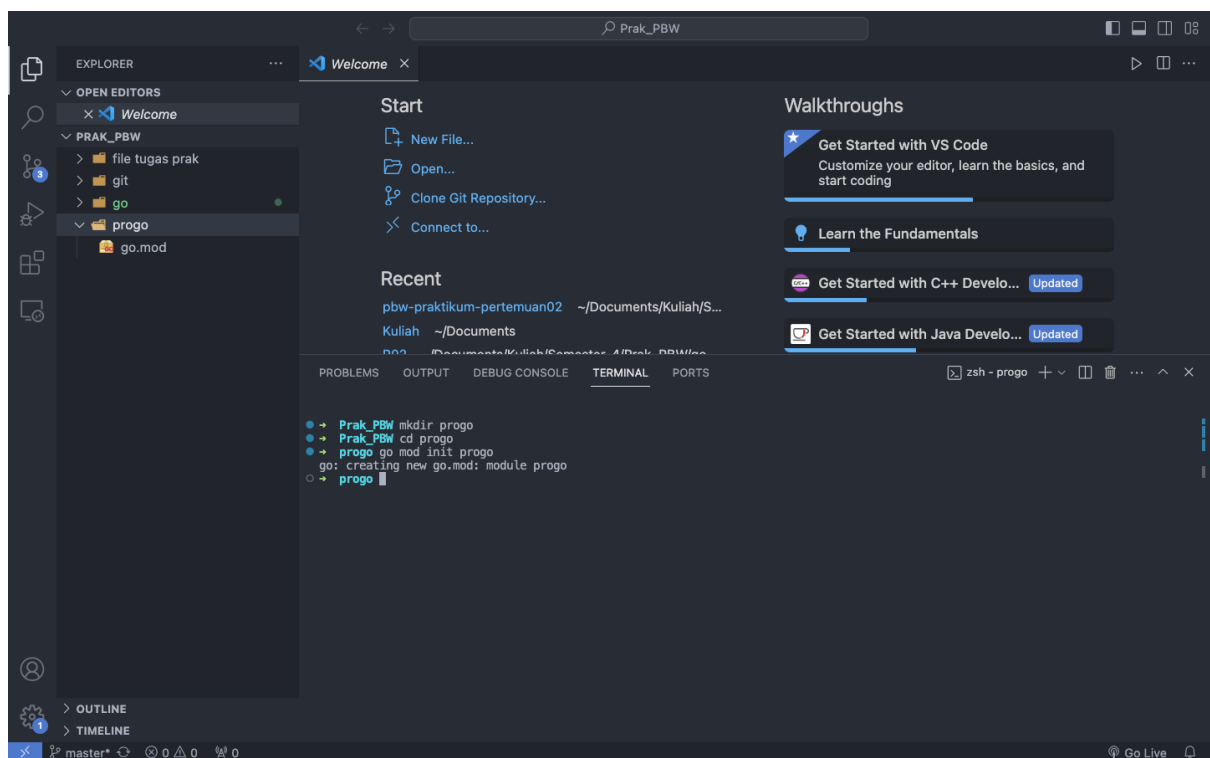 Prak_PBW
EXPLORER
Welcome
OPEN EDITORS
Welcome
PRAK_PBW
file tugas prak
git
go
progo
go.mod
OUTLINE
TIMELINE
Start
New File...
Open...
Clone Git Repository...
Connect to...
Recent
pbw-praktikum-pertemuan02 ~/Documents/Kuliah/S...
Kuliah ~/Documents
Walkthroughs
Get Started with VS Code
Customize your editor, learn the basics, and
start coding
Learn the Fundamentals
Get Started with C++ Develo... Updated
Get Started with Java Develo... Updated
PROBLEMS OUTPUT DEBUG CONSOLE TERMINAL PORTS
zsh - progo
Prak_PBW mkdir progo
Prak_PBW cd progo
progo go mod init progo
go: creating new go.mod: module progo
progo
3
1
master* 0 0 0
Go Live